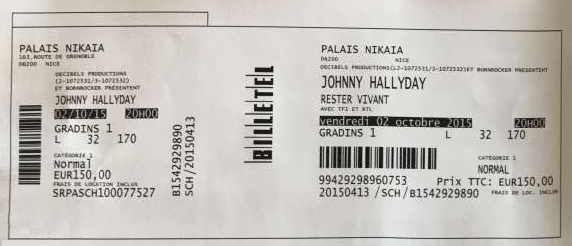 PALAIS NIKAIA
163,ROUTE DE GRENOBLE
06200 NICE
DECIBELS PRODUCTIONS
(2-1072531/3-1072532)
ET BORNROCKER PRÉSENTENT
JOHNNY HALLYDAY
02/10/15 20H00
GRADINS 1
L 32 170
CATÉGORIE 1
Normal
EUR150,00
FRAIS DE LOCATION INCLUS
SRPASCH100077527
B1542929890
SCH/20150413
BILLETEL
PALAIS NIKAIA
06200 NICE
DECIBELS PRODUCTIONS(2-1072531/3-1072532)ET BORNROCKER PRESENTENT
JOHNNY HALLYDAY
RESTER VIVANT
AVEC TF1 ET RTL
vendredi 02 octobre 2015 20H00
GRADINS 1 L 32 170
CATÉGORIE 1
NORMAL
99429298960753 Prix TTC: EUR150,00
20150413 /SCH/B1542929890 FRAIS DE LOC. INCLUS